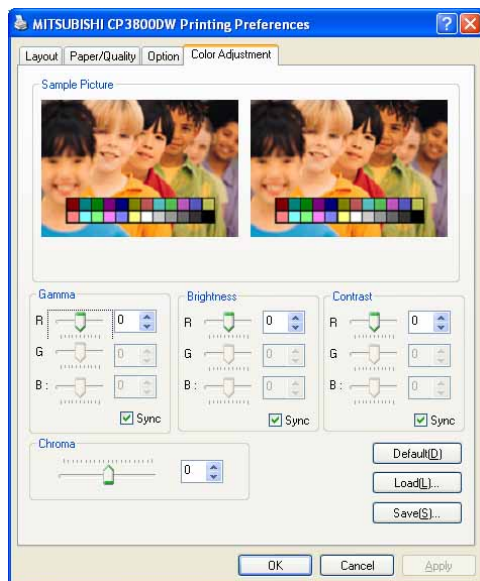 MITSUBISHI CP3800DW Printing Preferences
Layout Paper/Quality Option Color Adjustment
Sample Picture
Gamma
R 0
G 0
B : 0
Sync
Brightness
R 0
G 0
B : 0
Sync
Contrast
R 0
G 0
B : 0
Sync
Chroma
0
Default(D)
Load(L)...
Save(S)...
OK Cancel Apply